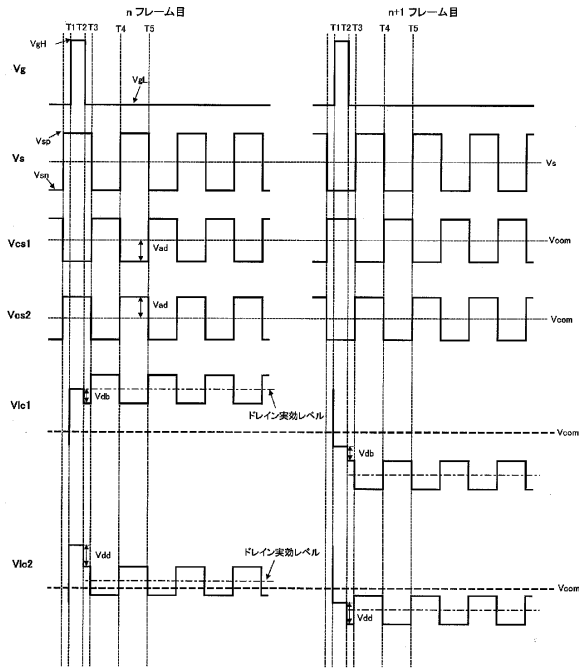 n フレーム目
n+1 フレーム目
T1 T2 T3 T4 T5
T1 T2 T3 T4 T5
VgH
Vg
VgL
Vsp
Vs
Vs
Vsn
Vcs1
Vad
Vcom
Vcs2
Vad
Vcom
Vlc1
Vdb
ドレイン実効レベル
Vcom
Vdb
Vlc2
Vdd
ドレイン実効レベル
Vcom
Vdd